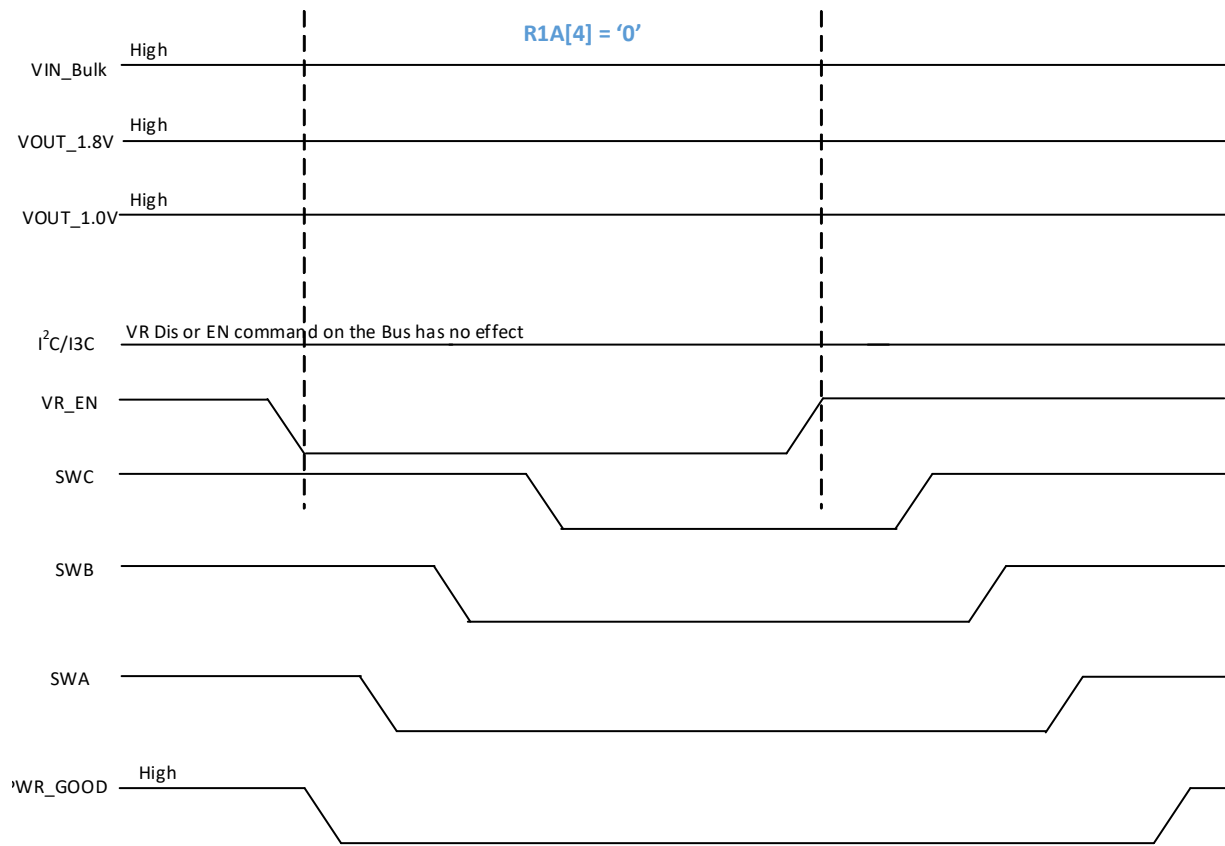 R1A[4] = ‘0’
High
VIN_Bulk
High
VOUT_1.8V
High
VOUT_1.0V
VR Dis or EN command on the Bus has no effect
I²C/I3C
VR_EN
SWC
SWB
SWA
High
PWR_GOOD